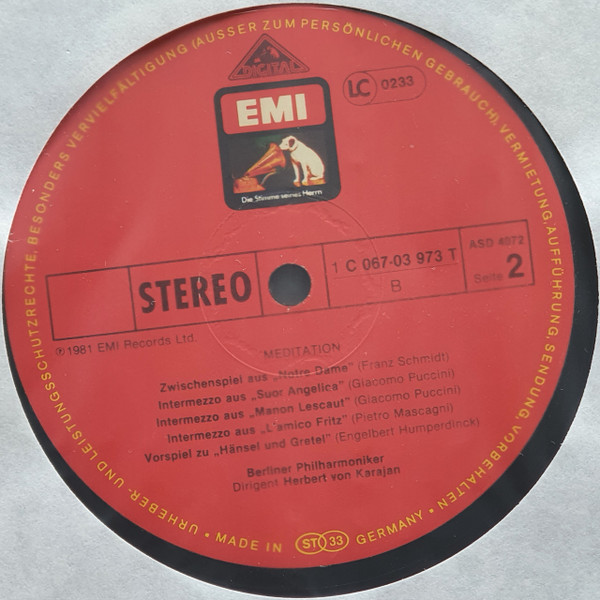 DIGITAL
EMI
Die Stimme seines Herrn
LC 0233
STEREO
1 C 067-03 973 T
B
ASD 4072
Seite 2
℗1981 EMI Records Ltd.
MEDITATION
Zwischenspiel aus „Notre Dame" (Franz Schmidt)
Intermezzo aus „Suor Angelica" (Giacomo Puccini)
Intermezzo aus „Manon Lescaut" (Giacomo Puccini)
Intermezzo aus „L'amico Fritz" (Pietro Mascagni)
Vorspiel zu „Hänsel und Gretel" (Engelbert Humperdinck)
Berliner Philharmoniker
Dirigent Herbert von Karajan
URHEBER- UND LEISTUNGSSCHUTZRECHTE, BESONDERS VERVIELFÄLTIGUNG (AUSSER ZUM PERSÖNLICHEN GEBRAUCH), VERMIETUNG, AUFFÜHRUNG, SENDUNG VORBEHALTEN •
• MADE IN ST 33 GERMANY •